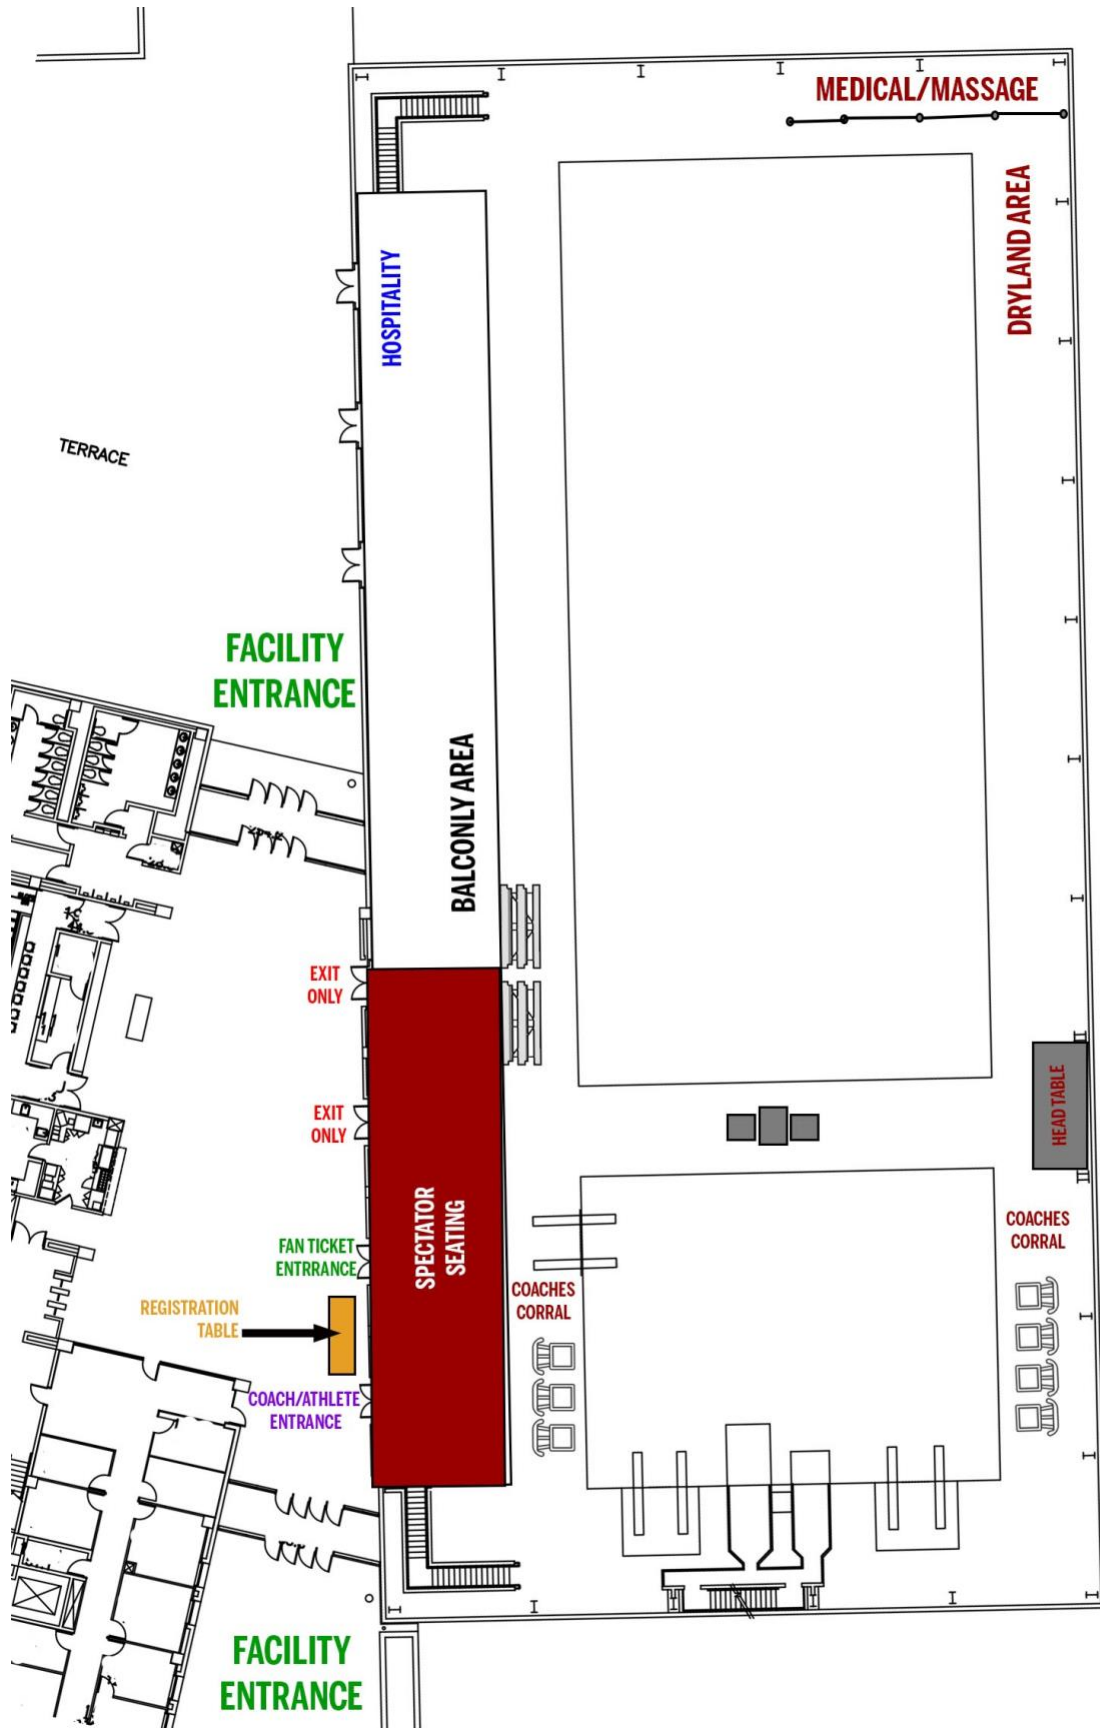 MEDICAL/MASSAGE
DRYLAND AREA
HOSPITALITY
TERRACE
FACILITY
ENTRANCE
BALCONLY AREA
EXIT
ONLY
HEAD TABLE
EXIT
ONLY
SPECTATOR
SEATING
COACHES
CORRAL
FAN TICKET
ENTRRANCE
COACHES
CORRAL
REGISTRATION
TABLE
COACH/ATHLETE
ENTRANCE
FACILITY
ENTRANCE